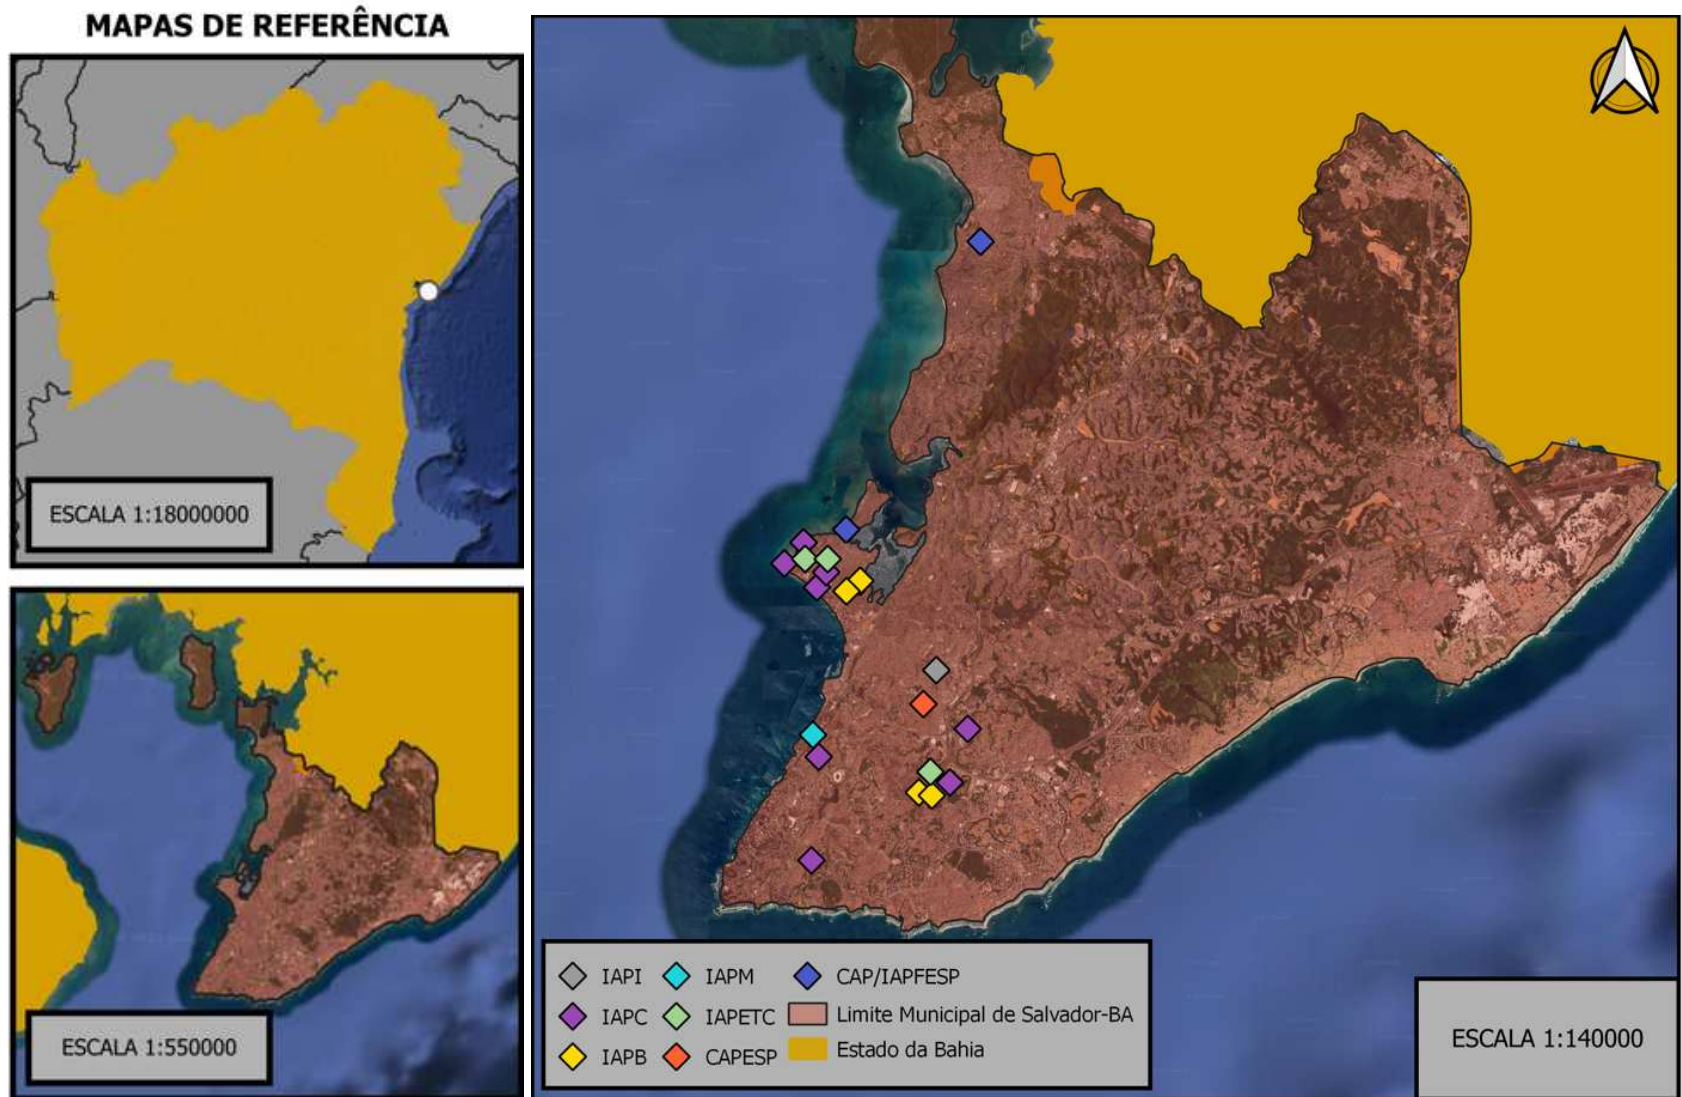 MAPAS DE REFERÊNCIA
ESCALA 1:18000000
ESCALA 1:550000
IAPI
IAPM
CAP/IAPFESP
IAPC
IAPETC
Limite Municipal de Salvador-BA
IAPB
CAPESP
Estado da Bahia
ESCALA 1:140000